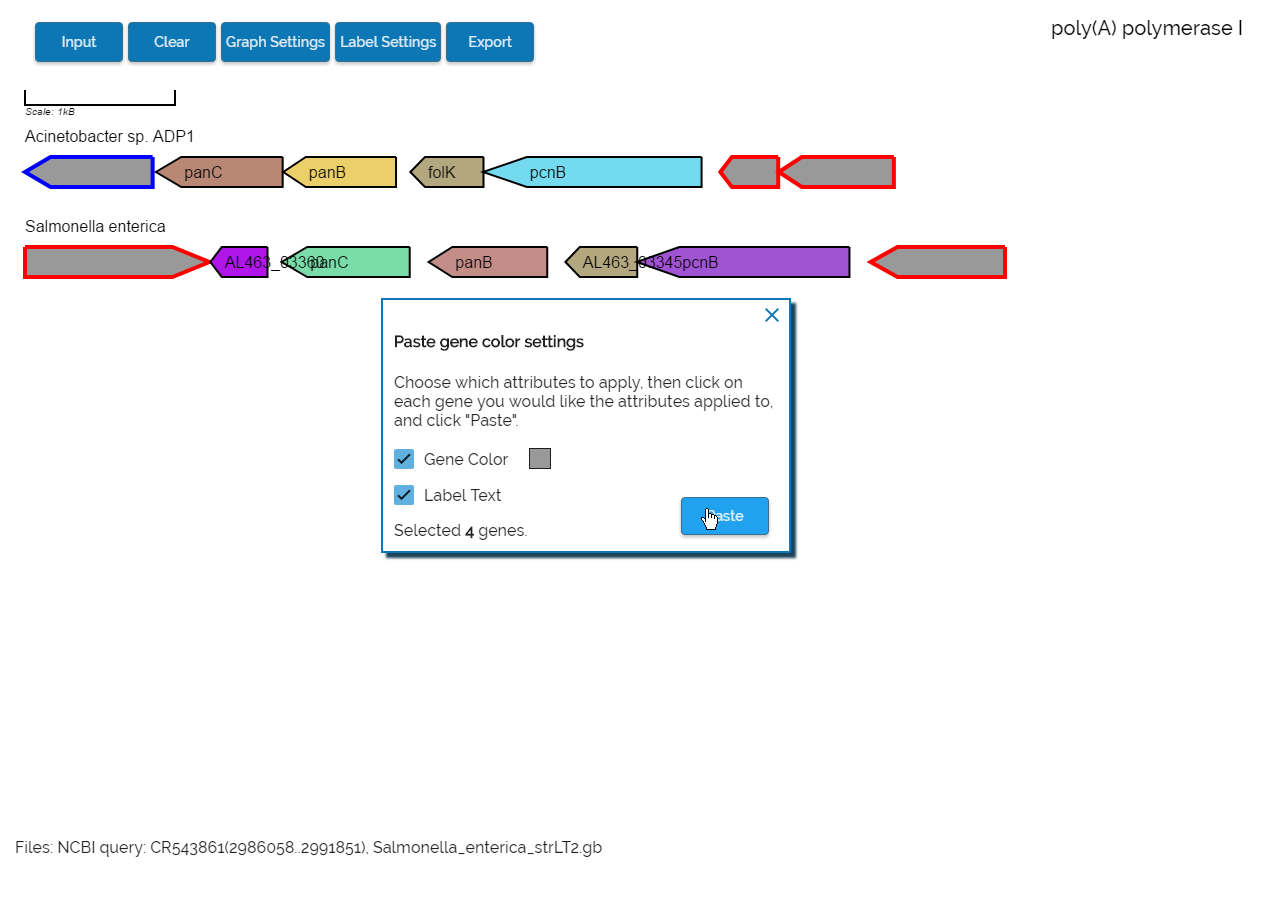 Input Clear Graph Settings Label Settings Export
poly(A) polymerase I
Scale: 1kB
Acinetobacter sp. ADP1
panC panB folK pcnB
Salmonella enterica
AL463_03360 panC panB AL463_03345 pcnB
Paste gene color settings
Choose which attributes to apply, then click on
each gene you would like the attributes applied to,
and click "Paste".
Gene Color
Label Text
Paste
Selected 4 genes.
Files: NCBI query: CR543861(2986058..2991851), Salmonella_enterica_strLT2.gb